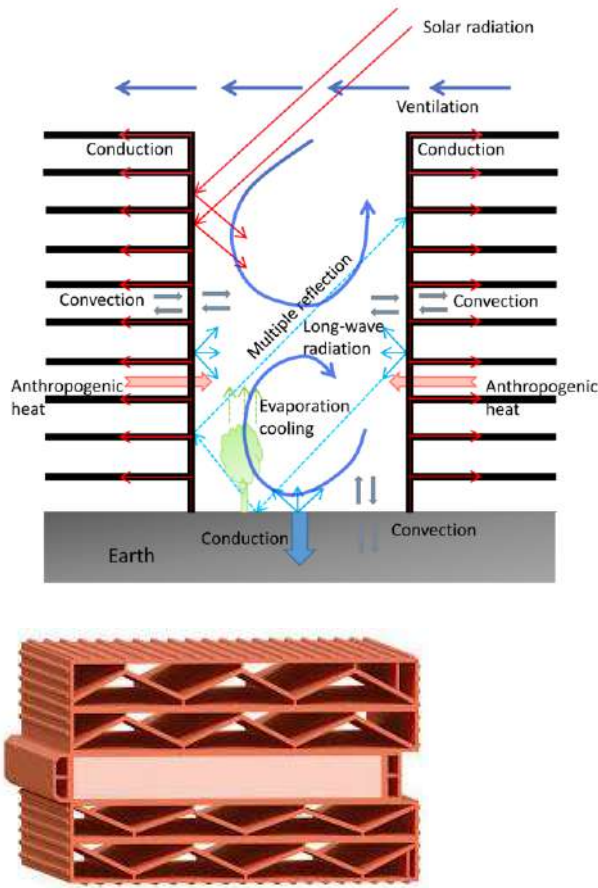 Solar radiation
Ventilation
Conduction
Conduction
Convection
Convection
Multiple reflection
Long-wave
radiation
Anthropogenic
heat
Anthropogenic
heat
Evaporation
cooling
Conduction
Convection
Earth